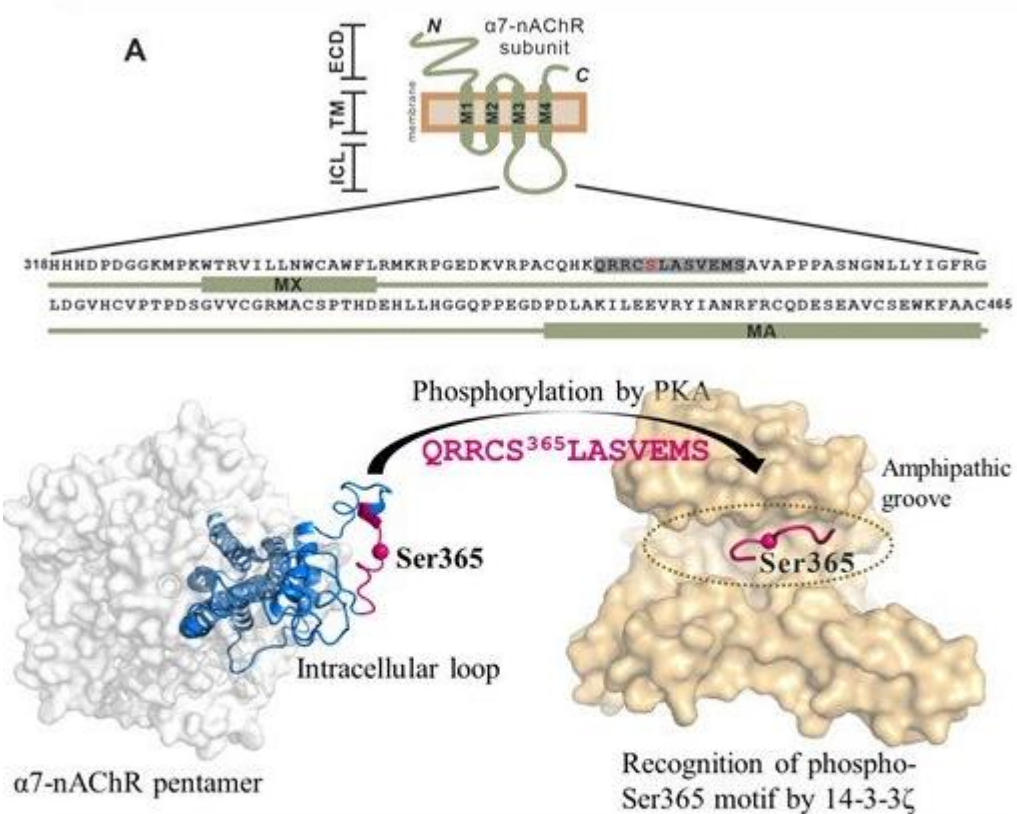 A
N
α7-nAChR
subunit
C
ECD
TM
ICL
membrane
M1
M2
M3
M4
318HHHDPDGGKMPKWTRVILLNWCAWFLRMKRPGEDKVRPACQHKQRRCSLASVEMSAVAPPPASNGNLLYIGFRG
MX
LDGVHCVPTPDSGVVCGRMACSPTHDEHLLHGGQPPEGDPDLAKILEEVRYIANRFRCQDESEAVCSEWKFAAC465
MA
Phosphorylation by PKA
QRRCS365LASVEMS
Amphipathic
groove
Ser365
Ser365
Intracellular loop
α7-nAChR pentamer
Recognition of phospho-
Ser365 motif by 14-3-3ζ